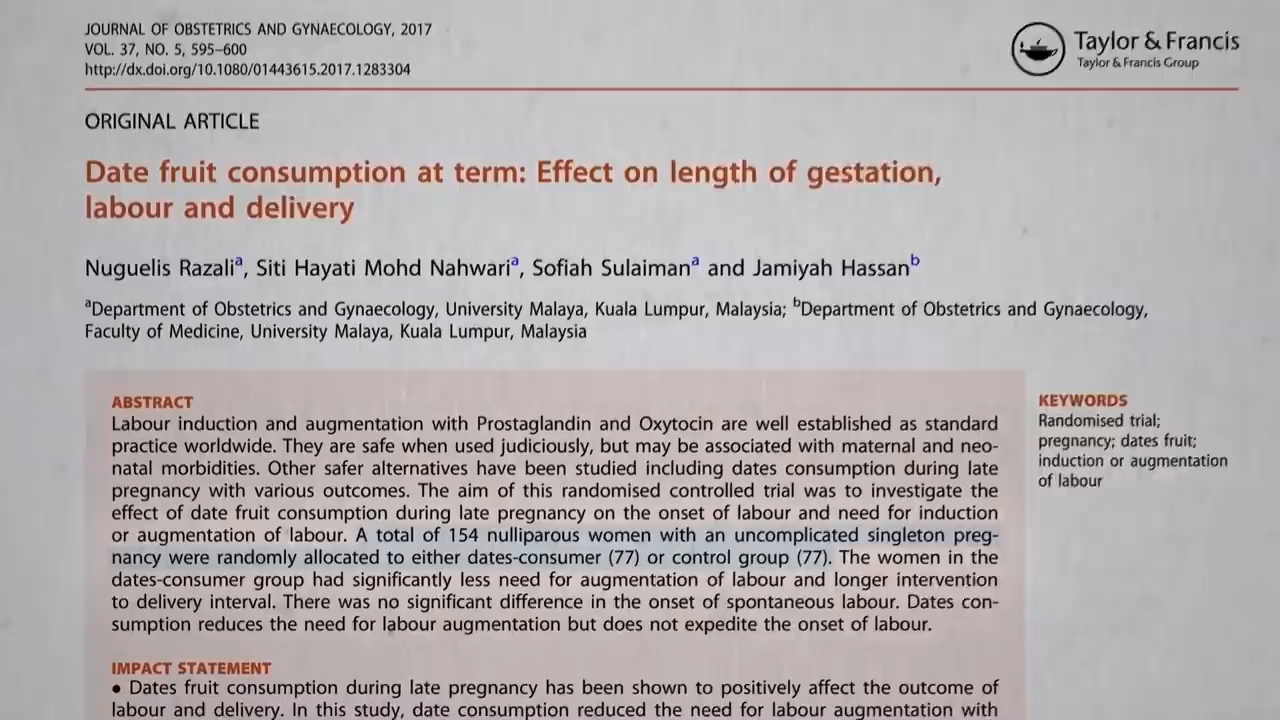 JOURNAL OF OBSTETRICS AND GYNAECOLOGY, 2017
VOL. 37, NO. 5, 595–600
http://dx.doi.org/10.1080/01443615.2017.1283304
Taylor & Francis
Taylor & Francis Group
ORIGINAL ARTICLE
Date fruit consumption at term: Effect on length of gestation,
labour and delivery
Nuguelis Razaliª, Siti Hayati Mohd Nahwariª, Sofiah Sulaimanª and Jamiyah Hassanᵇ
ªDepartment of Obstetrics and Gynaecology, University Malaya, Kuala Lumpur, Malaysia; ᵇDepartment of Obstetrics and Gynaecology,
Faculty of Medicine, University Malaya, Kuala Lumpur, Malaysia
ABSTRACT
Labour induction and augmentation with Prostaglandin and Oxytocin are well established as standard
practice worldwide. They are safe when used judiciously, but may be associated with maternal and neo-
natal morbidities. Other safer alternatives have been studied including dates consumption during late
pregnancy with various outcomes. The aim of this randomised controlled trial was to investigate the
effect of date fruit consumption during late pregnancy on the onset of labour and need for induction
or augmentation of labour. A total of 154 nulliparous women with an uncomplicated singleton preg-
nancy were randomly allocated to either dates-consumer (77) or control group (77). The women in the
dates-consumer group had significantly less need for augmentation of labour and longer intervention
to delivery interval. There was no significant difference in the onset of spontaneous labour. Dates con-
sumption reduces the need for labour augmentation but does not expedite the onset of labour.
KEYWORDS
Randomised trial;
pregnancy; dates fruit;
induction or augmentation
of labour
IMPACT STATEMENT
• Dates fruit consumption during late pregnancy has been shown to positively affect the outcome of
labour and delivery. In this study, date consumption reduced the need for labour augmentation with